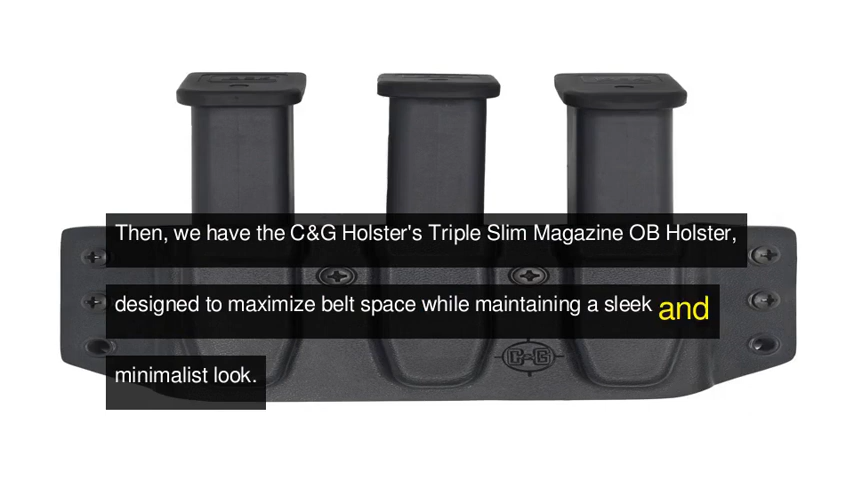 Then, we have the C&G Holster's Triple Slim Magazine OB Holster,
designed to maximize belt space while maintaining a sleek and
minimalist look.
C G